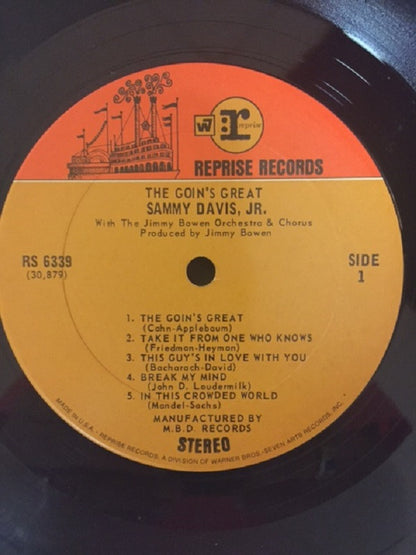 W7 r: reprise
REPRISE RECORDS
THE GOIN'S GREAT
SAMMY DAVIS, JR.
With The Jimmy Bowen Orchestra & Chorus
Produced by Jimmy Bowen
RS 6339
(30,879)
SIDE
1
1. THE GOIN'S GREAT
(Cahn-Applebaum)
2. TAKE IT FROM ONE WHO KNOWS
(Friedman-Heyman)
3. THIS GUY'S IN LOVE WITH YOU
(Bacharach-David)
4. BREAK MY MIND
(John D. Loudermilk)
5. IN THIS CROWDED WORLD
(Mandel-Sachs)
MANUFACTURED BY
M.B.D. RECORDS
STEREO
MADE IN U.S.A. - REPRISE RECORDS, A DIVISION OF WARNER BROS.-SEVEN ARTS RECORDS, INC.